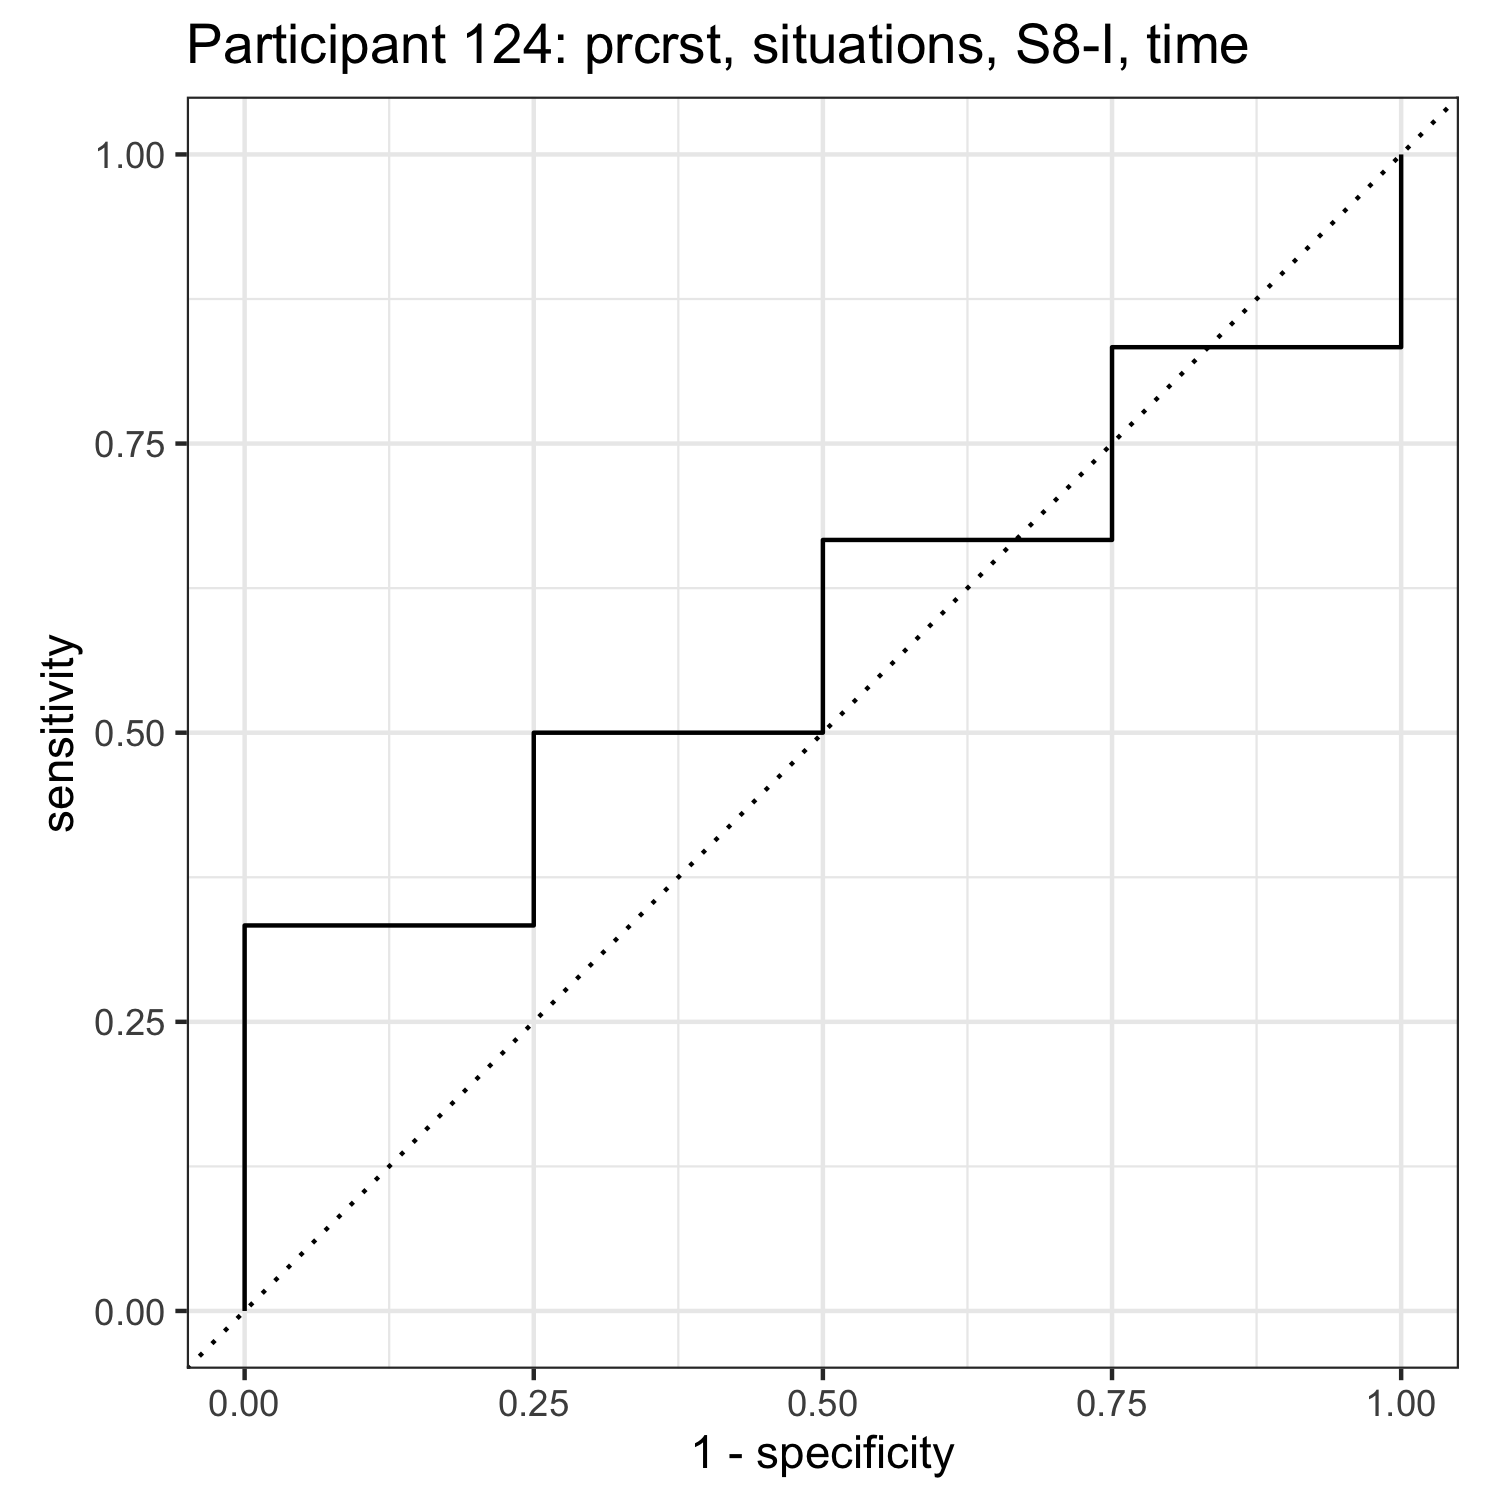 Participant 124: prcrst, situations, S8-I, time
1.00
0.75
0.50
0.25
0.00
sensitivity
0.00 0.25 0.50 0.75 1.00
1 - specificity